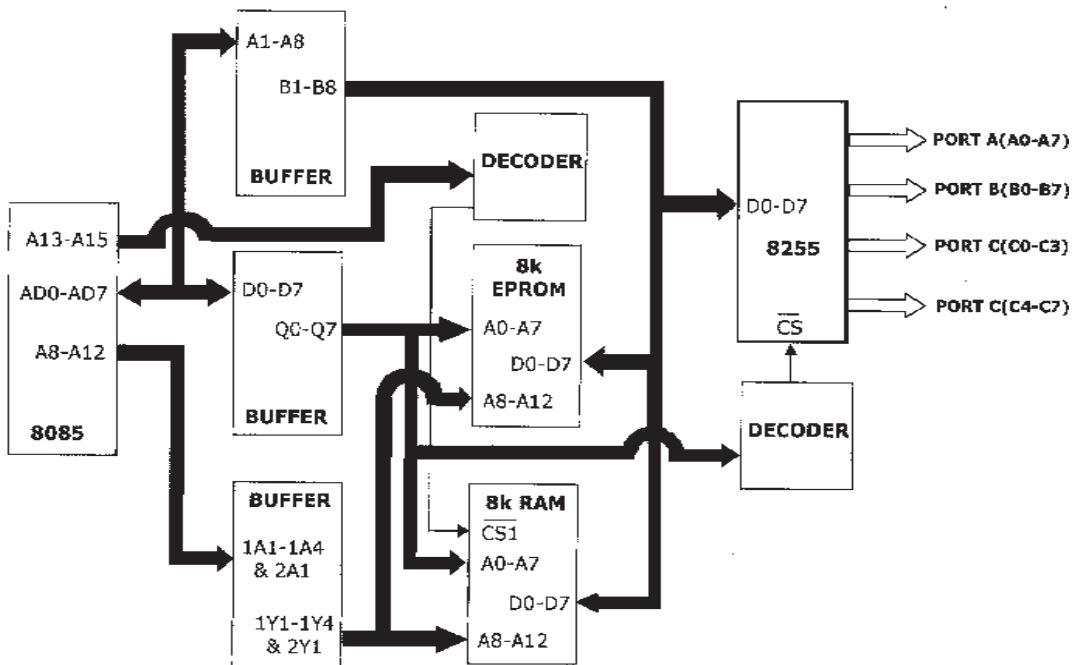 A1-A8
B1-B8
BUFFER
DECODER
A13-A15
AD0-AD7
A8-A12
8085
D0-D7
Q0-Q7
BUFFER
8k
EPROM
A0-A7
D0-D7
A8-A12
BUFFER
1A1-1A4
& 2A1
1Y1-1Y4
& 2Y1
8k RAM
CS1
A0-A7
D0-D7
A8-A12
D0-D7
8255
CS
DECODER
PORT A(A0-A7)
PORT B(B0-B7)
PORT C(C0-C3)
PORT C(C4-C7)